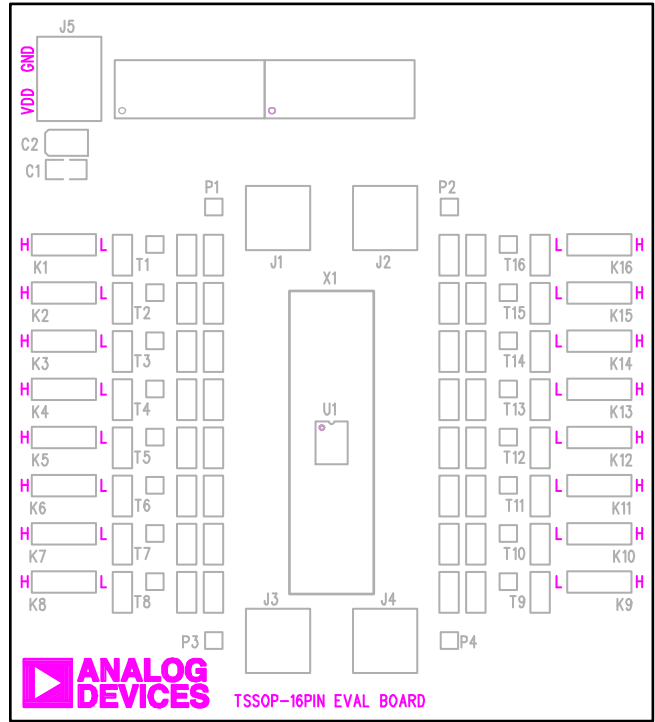 J5
GND
VDD
C2
C1
P1 P2
J1 J2
X1
H L L H
K1 T1 T16 K16
H L L H
K2 T2 T15 K15
H L L H
K3 T3 T14 K14
H L L H
K4 T4 T13 K13
U1
H L L H
K5 T5 T12 K12
H L L H
K6 T6 T11 K11
H L L H
K7 T7 T10 K10
H L L H
K8 T8 T9 K9
J3 J4
P3 P4
ANALOG
DEVICES
TSSOP-16PIN EVAL BOARD